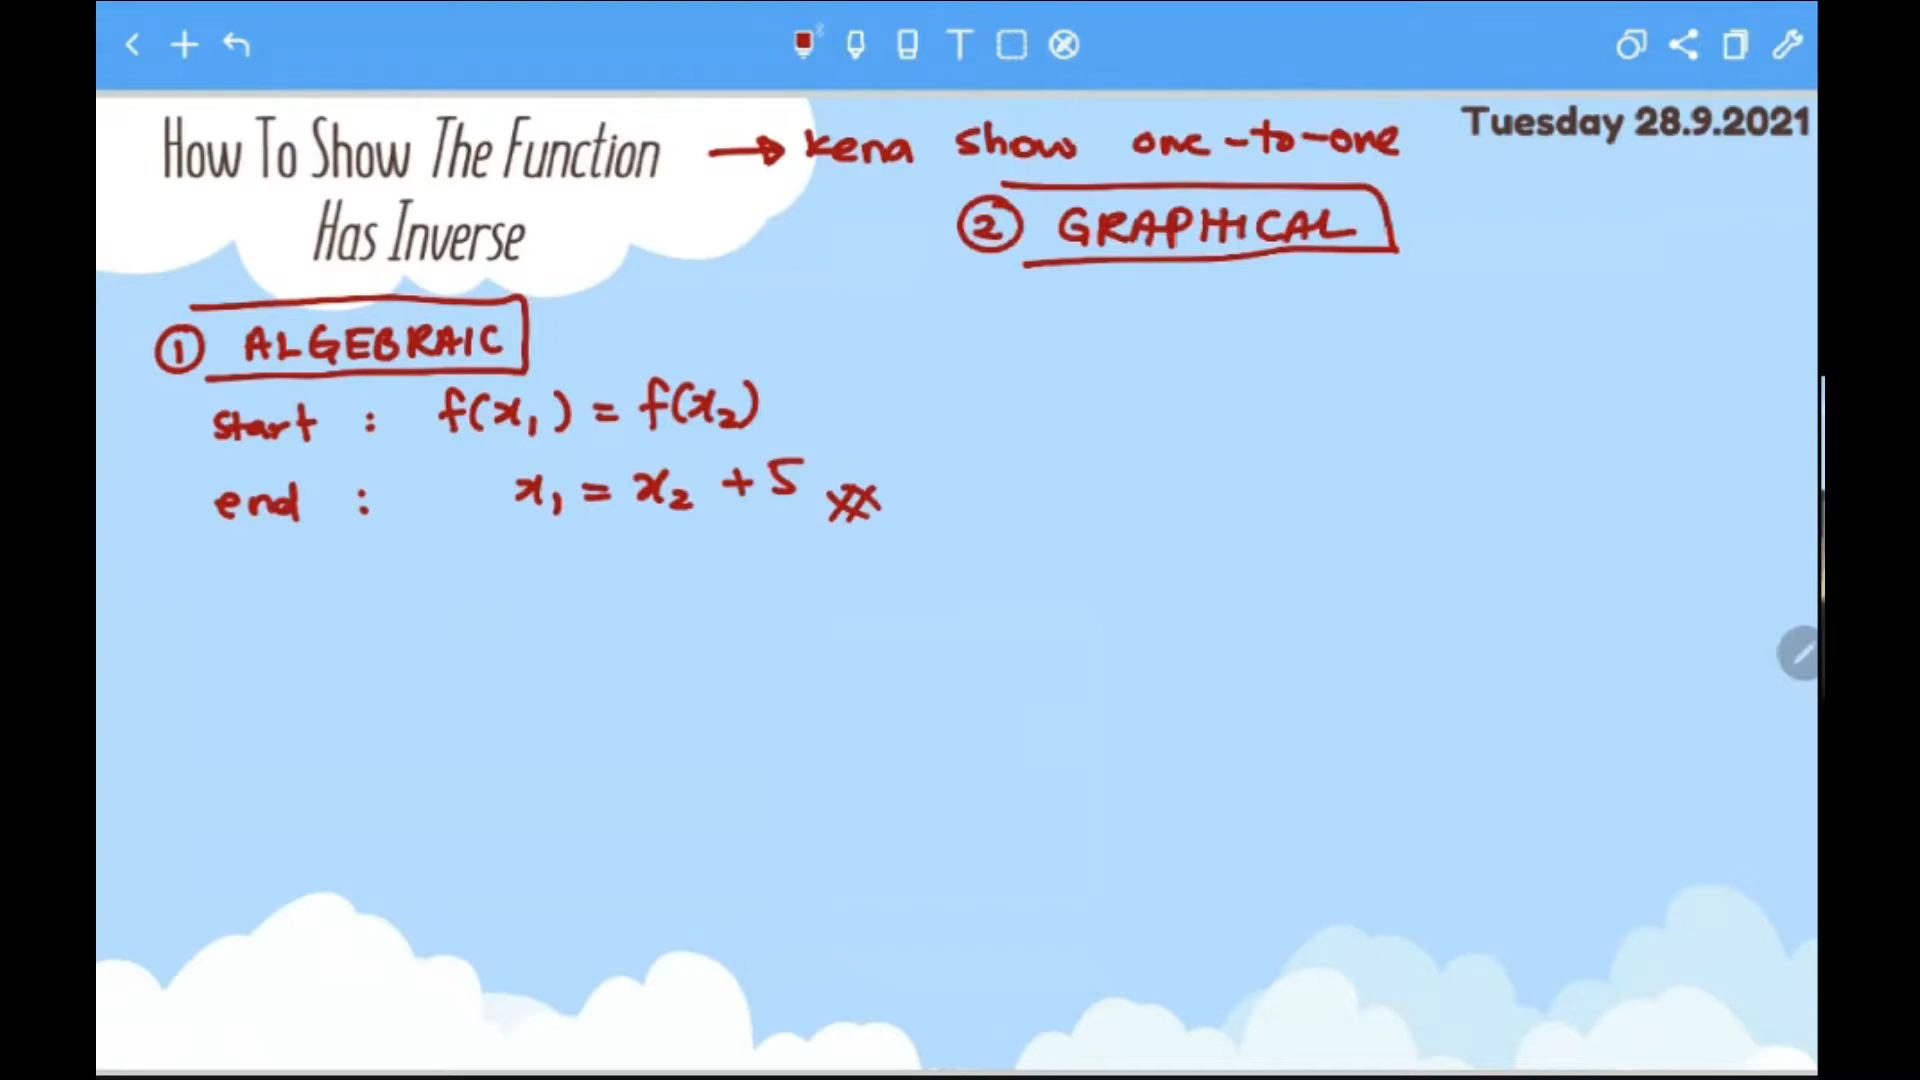 How To Show The Function
Has Inverse
→ kena show one-to-one
Tuesday 28.9.2021
① ALGEBRAIC
start : f(x₁) = f(x₂)
end : x₁ = x₂ + 5
② GRAPHICAL